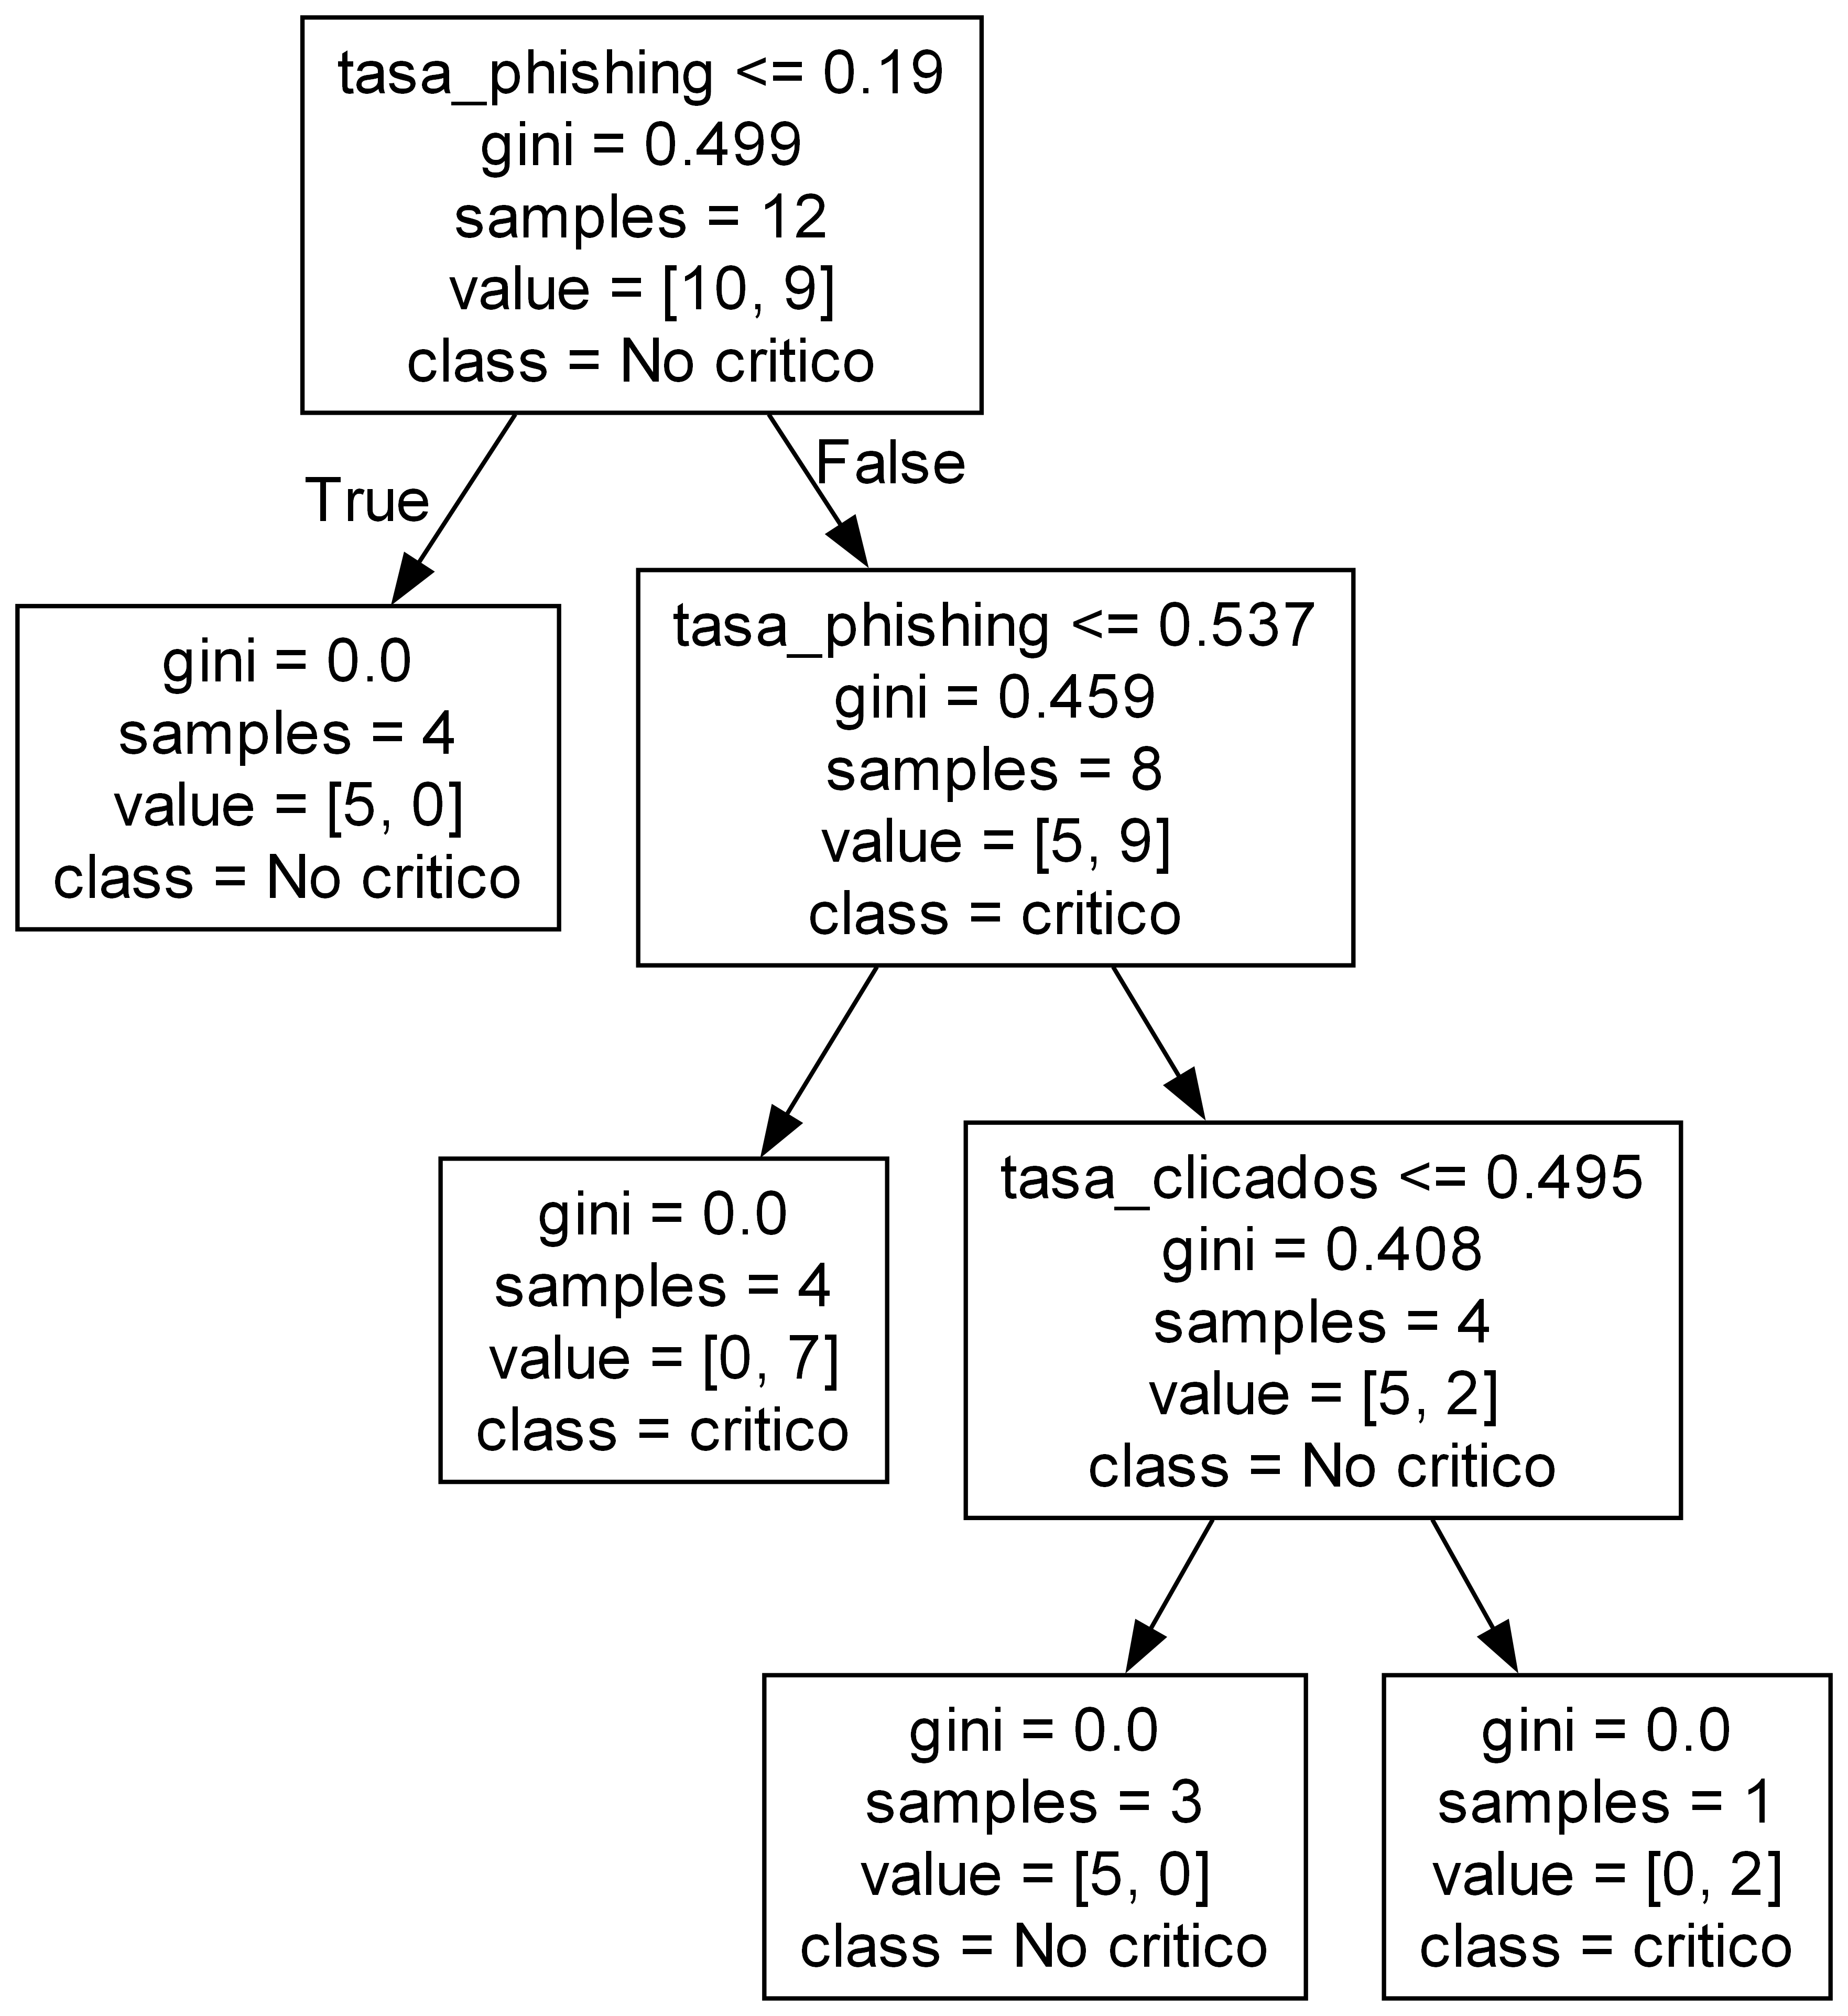 tasa_phishing <= 0.19
gini = 0.499
samples = 12
value = [10, 9]
class = No critico
True
False
gini = 0.0
samples = 4
value = [5, 0]
class = No critico
tasa_phishing <= 0.537
gini = 0.459
samples = 8
value = [5, 9]
class = critico
gini = 0.0
samples = 4
value = [0, 7]
class = critico
tasa_clicados <= 0.495
gini = 0.408
samples = 4
value = [5, 2]
class = No critico
gini = 0.0
samples = 3
value = [5, 0]
class = No critico
gini = 0.0
samples = 1
value = [0, 2]
class = critico